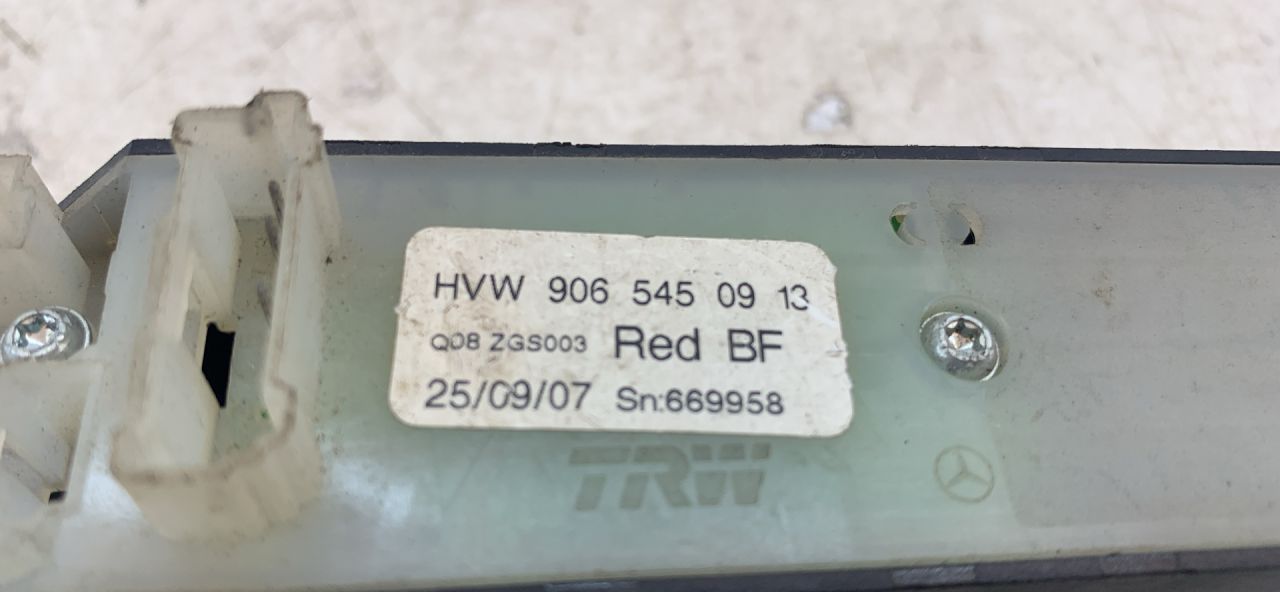 HVW 906 545 09 13
Q08 ZGS003 Red BF
25/09/07 Sn:669958
TRW